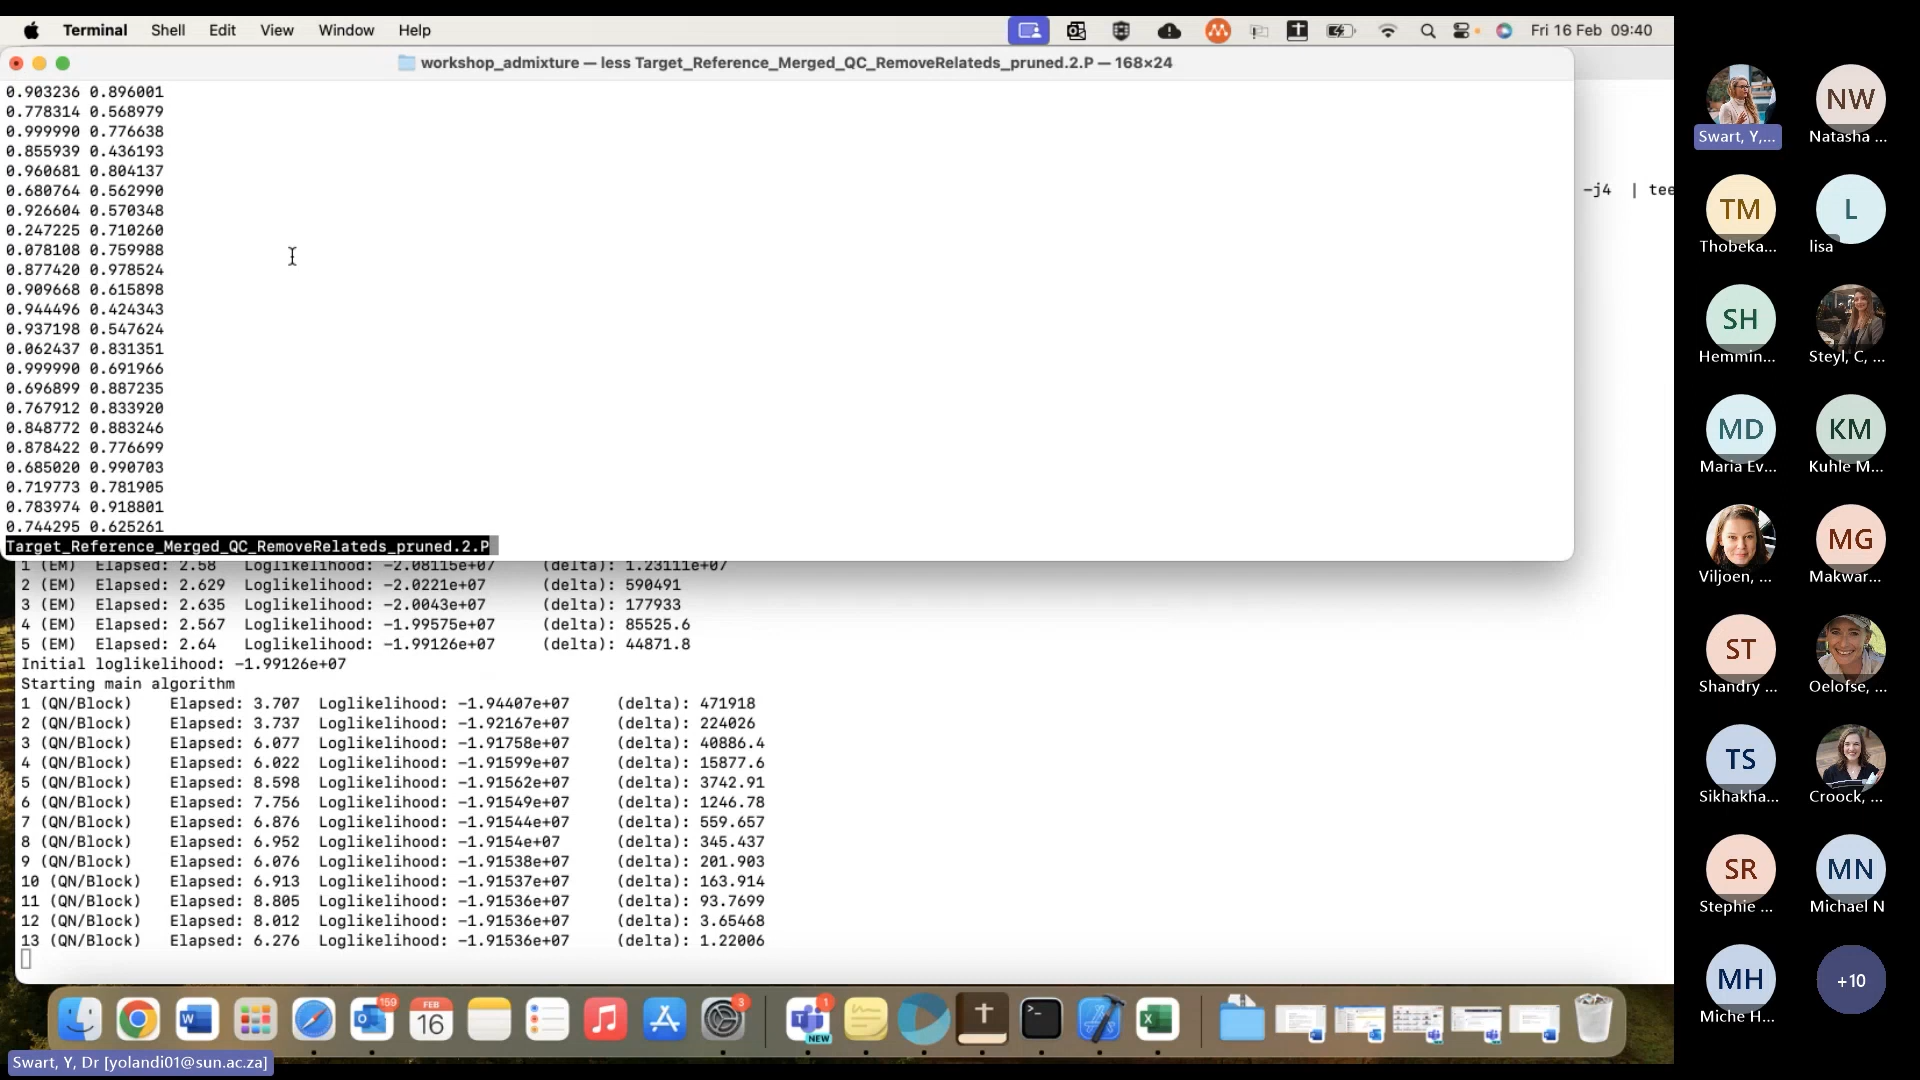 Terminal Shell Edit View Window Help Fri 16 Feb 09:40
workshop_admixture — less Target_Reference_Merged_QC_RemoveRelateds_pruned.2.P — 168×24
0.903236 0.896001
0.778314 0.568979
0.999990 0.776638
0.855939 0.436193
0.960681 0.804137
0.680764 0.562990
0.926604 0.570348
0.247225 0.710260
0.078108 0.759988
0.877420 0.978524
0.909668 0.615898
0.944496 0.424343
0.937198 0.547624
0.062437 0.831351
0.999990 0.691966
0.696899 0.887235
0.767912 0.833920
0.848772 0.883246
0.878422 0.776699
0.685020 0.990703
0.719773 0.781905
0.783974 0.918801
0.744295 0.625261
Target_Reference_Merged_QC_RemoveRelateds_pruned.2.P
-j4 | tee
1 (EM) Elapsed: 2.58 Loglikelihood: -2.08115e+07 (delta): 1.23111e+07
2 (EM) Elapsed: 2.629 Loglikelihood: -2.0221e+07 (delta): 590491
3 (EM) Elapsed: 2.635 Loglikelihood: -2.0043e+07 (delta): 177933
4 (EM) Elapsed: 2.567 Loglikelihood: -1.99575e+07 (delta): 85525.6
5 (EM) Elapsed: 2.64 Loglikelihood: -1.99126e+07 (delta): 44871.8
Initial loglikelihood: -1.99126e+07
Starting main algorithm
1 (QN/Block) Elapsed: 3.707 Loglikelihood: -1.94407e+07 (delta): 471918
2 (QN/Block) Elapsed: 3.737 Loglikelihood: -1.92167e+07 (delta): 224026
3 (QN/Block) Elapsed: 6.077 Loglikelihood: -1.91758e+07 (delta): 40886.4
4 (QN/Block) Elapsed: 6.022 Loglikelihood: -1.91599e+07 (delta): 15877.6
5 (QN/Block) Elapsed: 8.598 Loglikelihood: -1.91562e+07 (delta): 3742.91
6 (QN/Block) Elapsed: 7.756 Loglikelihood: -1.91549e+07 (delta): 1246.78
7 (QN/Block) Elapsed: 6.876 Loglikelihood: -1.91544e+07 (delta): 559.657
8 (QN/Block) Elapsed: 6.952 Loglikelihood: -1.9154e+07 (delta): 345.437
9 (QN/Block) Elapsed: 6.076 Loglikelihood: -1.91538e+07 (delta): 201.903
10 (QN/Block) Elapsed: 6.913 Loglikelihood: -1.91537e+07 (delta): 163.914
11 (QN/Block) Elapsed: 8.805 Loglikelihood: -1.91536e+07 (delta): 93.7699
12 (QN/Block) Elapsed: 8.012 Loglikelihood: -1.91536e+07 (delta): 3.65468
13 (QN/Block) Elapsed: 6.276 Loglikelihood: -1.91536e+07 (delta): 1.22006
159
FEB
16
3
1
NEW
Swart, Y, Dr [yolandi01@sun.ac.za]
NW
Swart, Y,... Natasha ...
TM L
Thobeka... lisa
SH
Hemmin... Steyl, C, ...
MD KM
Maria Ev... Kuhle M...
MG
Viljoen, ... Makwar...
ST
Shandry ... Oelofse, ...
TS
Sikhakha... Croock, ...
SR MN
Stephie ... Michael N
MH +10
Miche H...